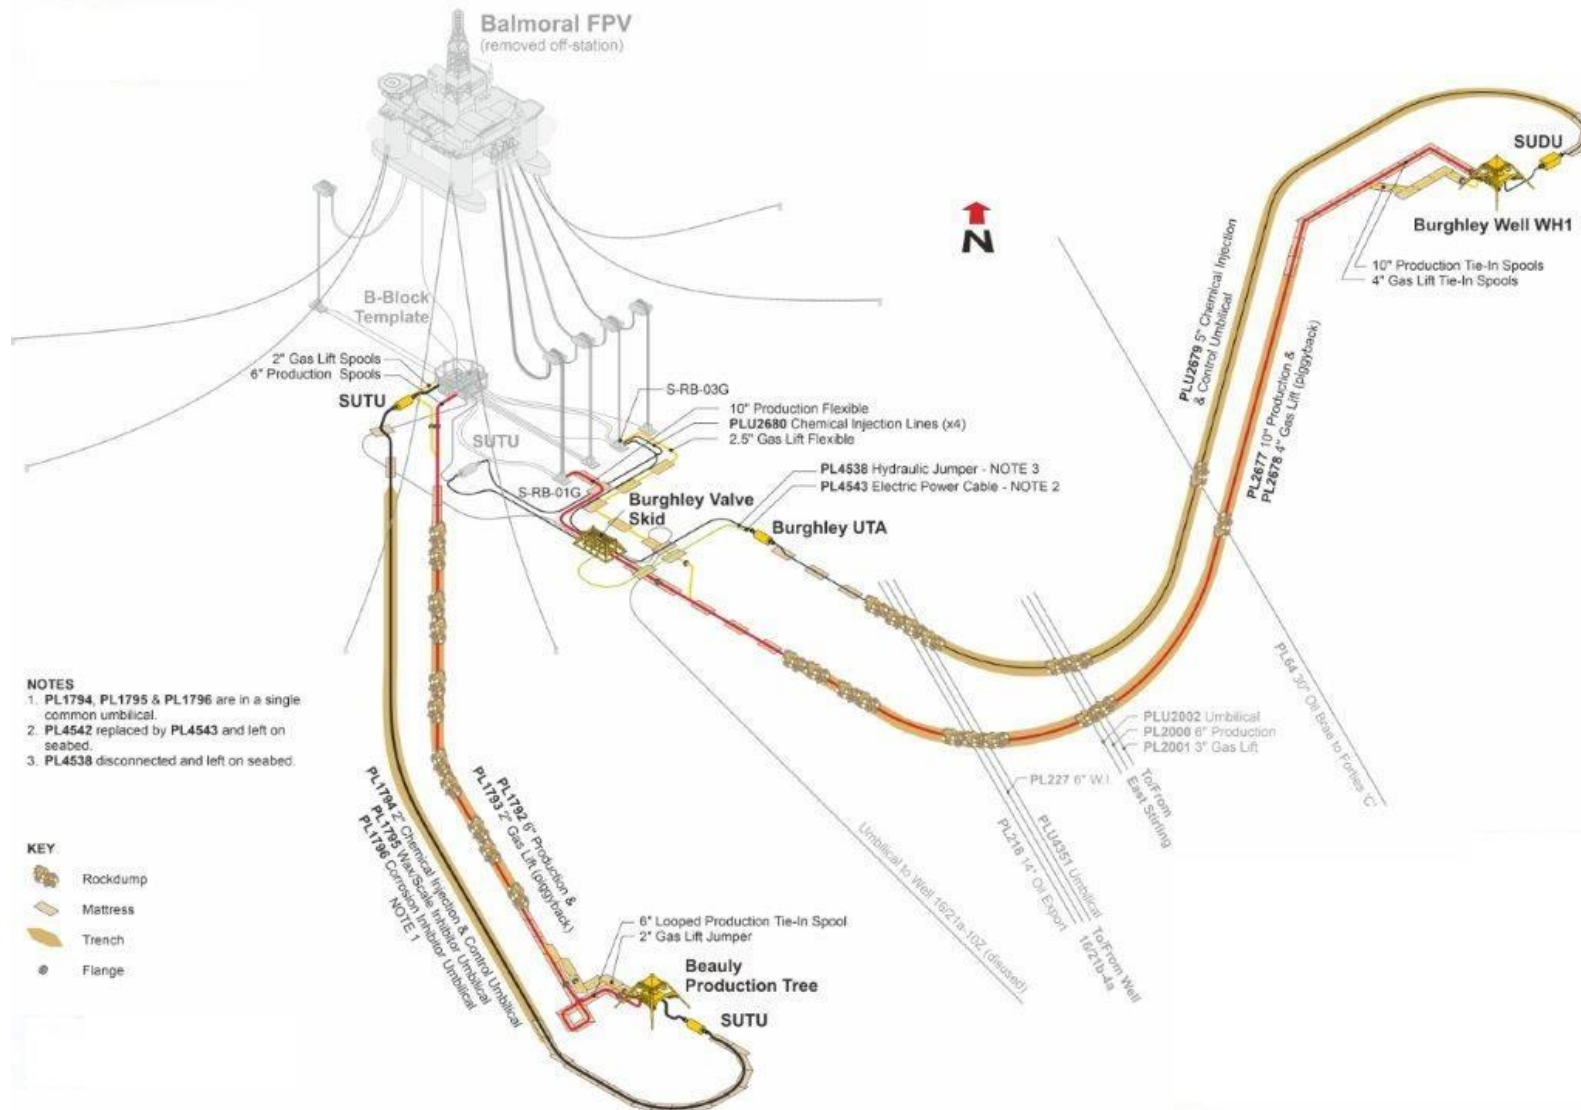 Balmoral FPV
(removed off-station)
SUDU
Burghley Well WH1
10" Production Tie-In Spools
4" Gas Lift Tie-In Spools
N
B-Block
Template
2" Gas Lift Spools
6" Production Spools
SUTU
SUTU
S-RB-03G
10" Production Flexible
PLU2680 Chemical Injection Lines (x4)
2.5" Gas Lift Flexible
S-RB-01G
PL4538 Hydraulic Jumper - NOTE 3
PL4543 Electric Power Cable - NOTE 2
Burghley Valve
Skid
Burghley UTA
PLU2679 5" Chemical Injection
& Control Umbilical
PL2677 10" Production &
PL2678 4" Gas Lift (piggyback)
PL64 30" Oil Brae to Forties 'C'
PLU2002 Umbilical
PL2000 6" Production
PL2001 3" Gas Lift
To/From
East Stirling
PL227 6" W.I.
PL218 14" Oil Export
PLU4351 Umbilical
To/From Well
16/21b-4a
Umbilical to Well 16/21a-10Z (disused)
NOTES
1. PL1794, PL1795 & PL1796 are in a single
common umbilical.
2. PL4542 replaced by PL4543 and left on
seabed.
3. PL4538 disconnected and left on seabed.
PL1792 6" Production &
PL1793 2" Gas Lift (piggyback)
PL1794 2" Chemical Injection & Control Umbilical
PL1795 Wax/Scale Inhibitor Umbilical
PL1796 Corrosion Inhibitor Umbilical
NOTE 1
KEY
Rockdump
Mattress
Trench
Flange
6" Looped Production Tie-In Spool
2" Gas Lift Jumper
Beauly
Production Tree
SUTU